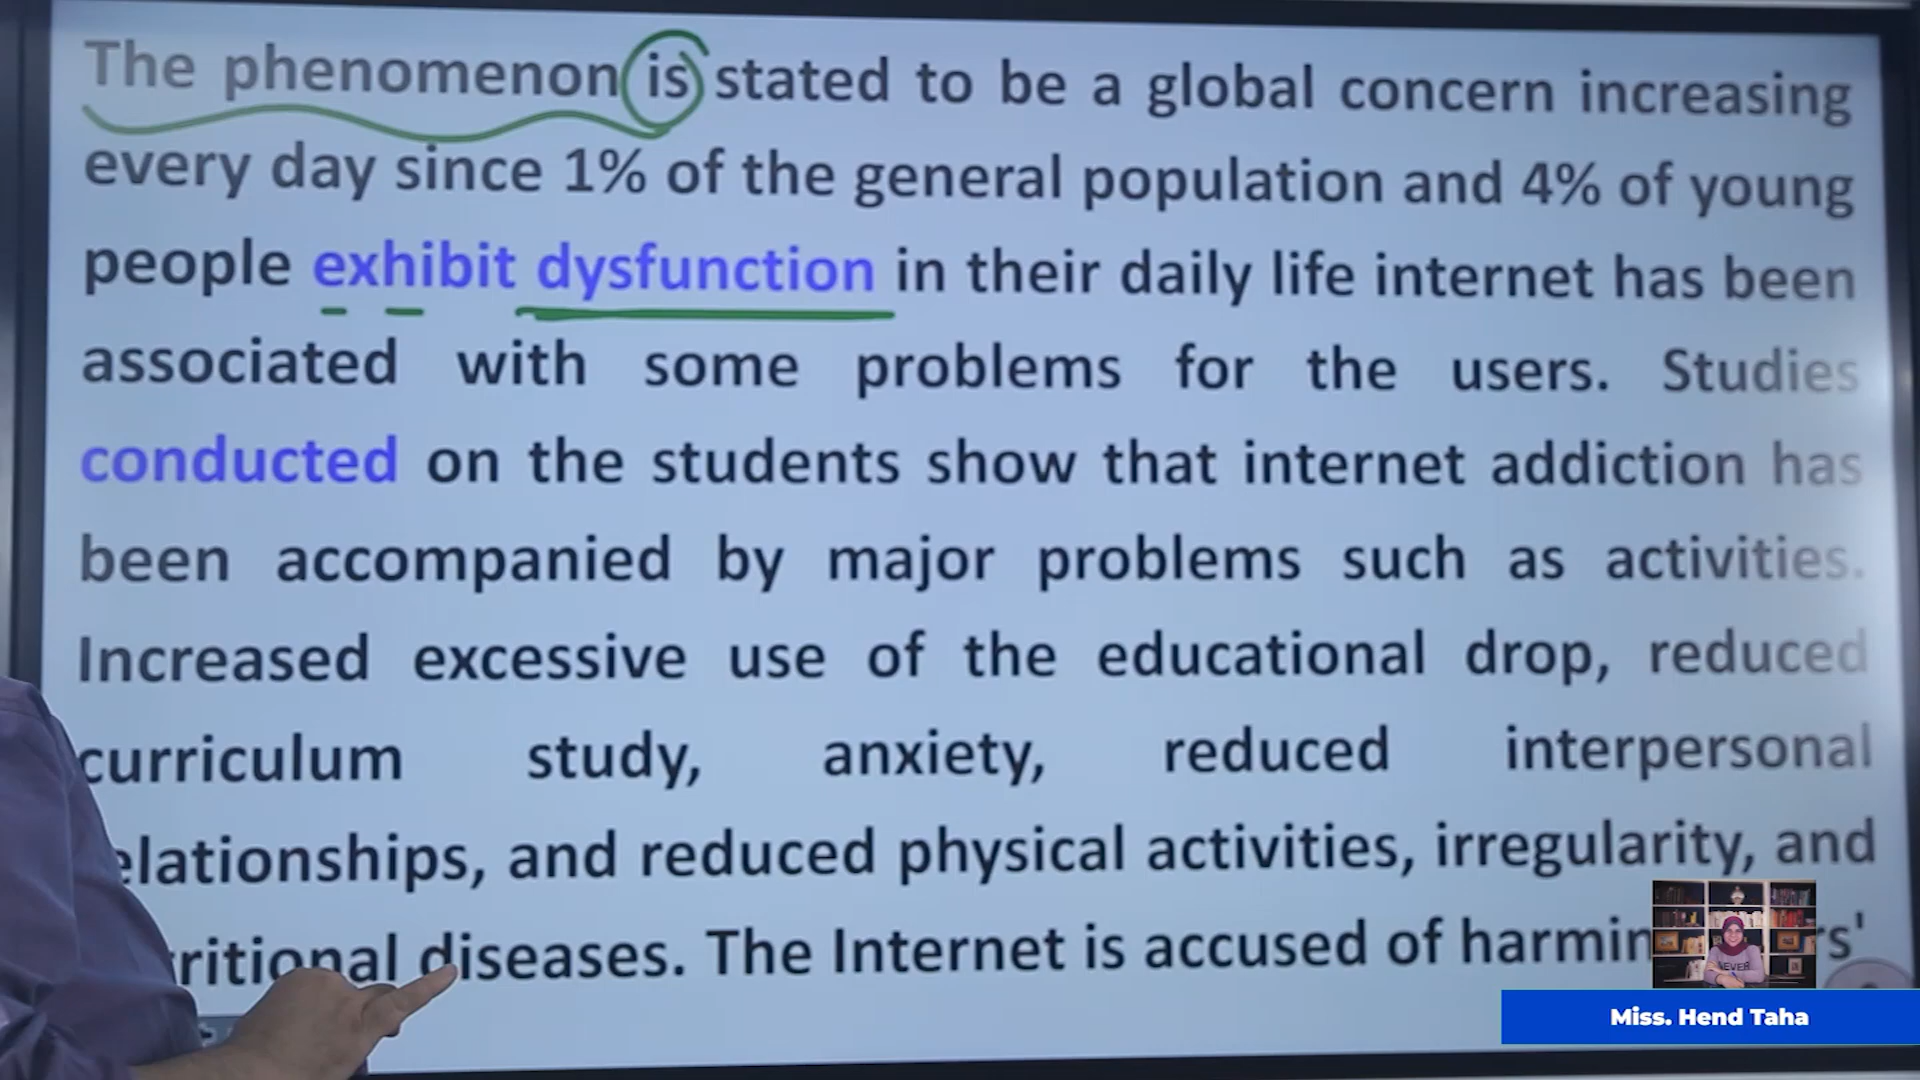 The phenomenon is stated to be a global concern increasing
every day since 1% of the general population and 4% of young
people exhibit dysfunction in their daily life internet has been
associated with some problems for the users. Studies
conducted on the students show that internet addiction has
been accompanied by major problems such as activities.
Increased excessive use of the educational drop, reduced
curriculum study, anxiety, reduced interpersonal
elationships, and reduced physical activities, irregularity, and
ritional diseases. The Internet is accused of harmin rs'
NEVER
Miss. Hend Taha